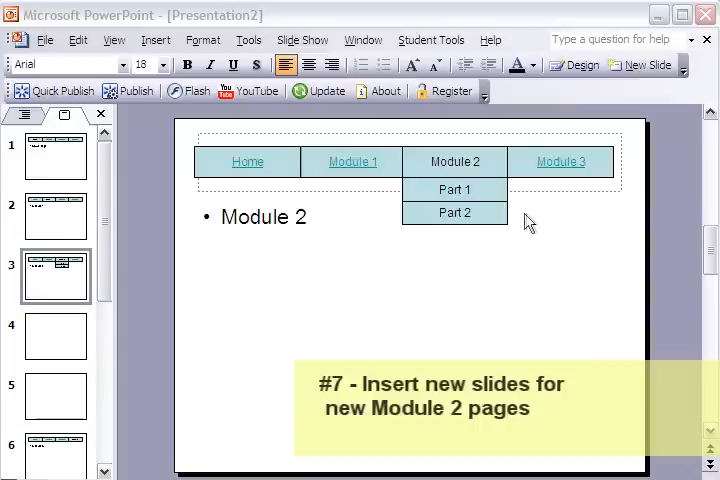 Microsoft PowerPoint - [Presentation2]
File Edit View Insert Format Tools Slide Show Window Student Tools Help Type a question for help
Arial 18 B I U S A A A Design New Slide
Quick Publish Publish Flash YouTube Update About Register
1
2
3
4
5
6
Home Module 1 Module 2 Module 3
Part 1
Part 2
• Module 2
#7 - Insert new slides for
new Module 2 pages